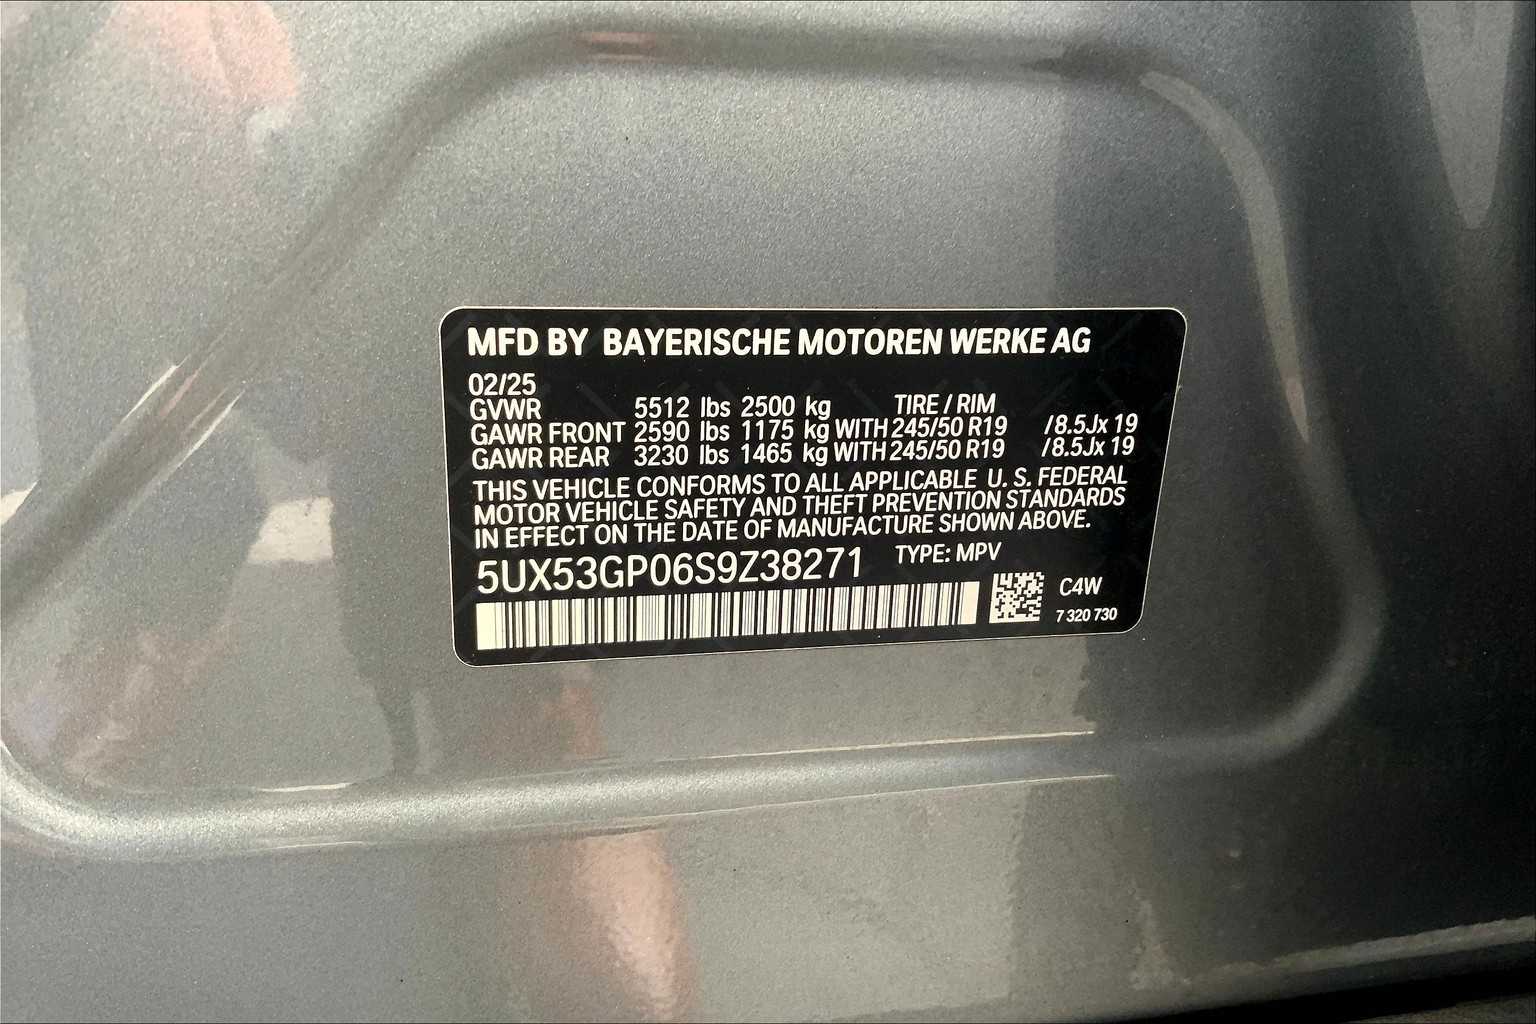 MFD BY BAYERISCHE MOTOREN WERKE AG
02/25
GVWR 5512 lbs 2500 kg TIRE / RIM
GAWR FRONT 2590 lbs 1175 kg WITH 245/50 R19 /8.5Jx 19
GAWR REAR 3230 lbs 1465 kg WITH 245/50 R19 /8.5Jx 19
THIS VEHICLE CONFORMS TO ALL APPLICABLE U. S. FEDERAL
MOTOR VEHICLE SAFETY AND THEFT PREVENTION STANDARDS
IN EFFECT ON THE DATE OF MANUFACTURE SHOWN ABOVE.
5UX53GP06S9Z38271 TYPE: MPV
C4W
7 320 730